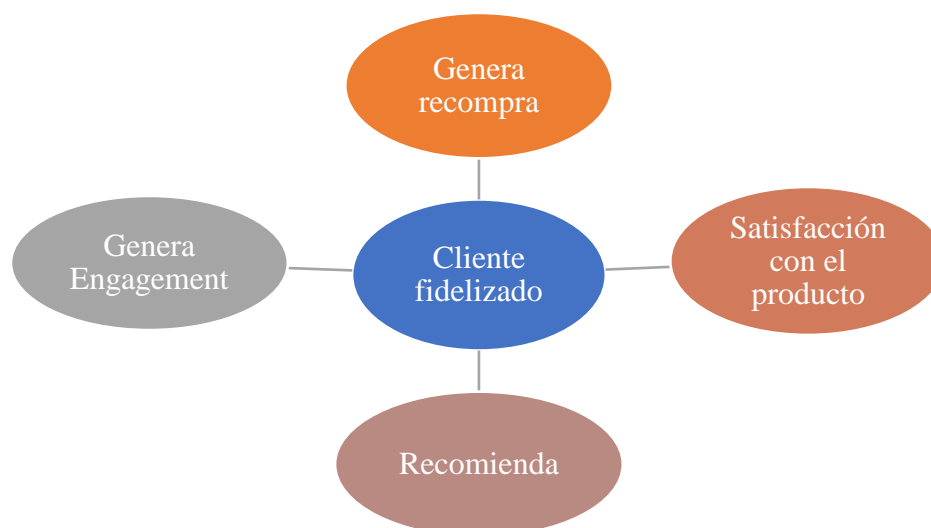 Genera
recompra
Genera
Engagement
Cliente
fidelizado
Satisfacción
con el
producto
Recomienda